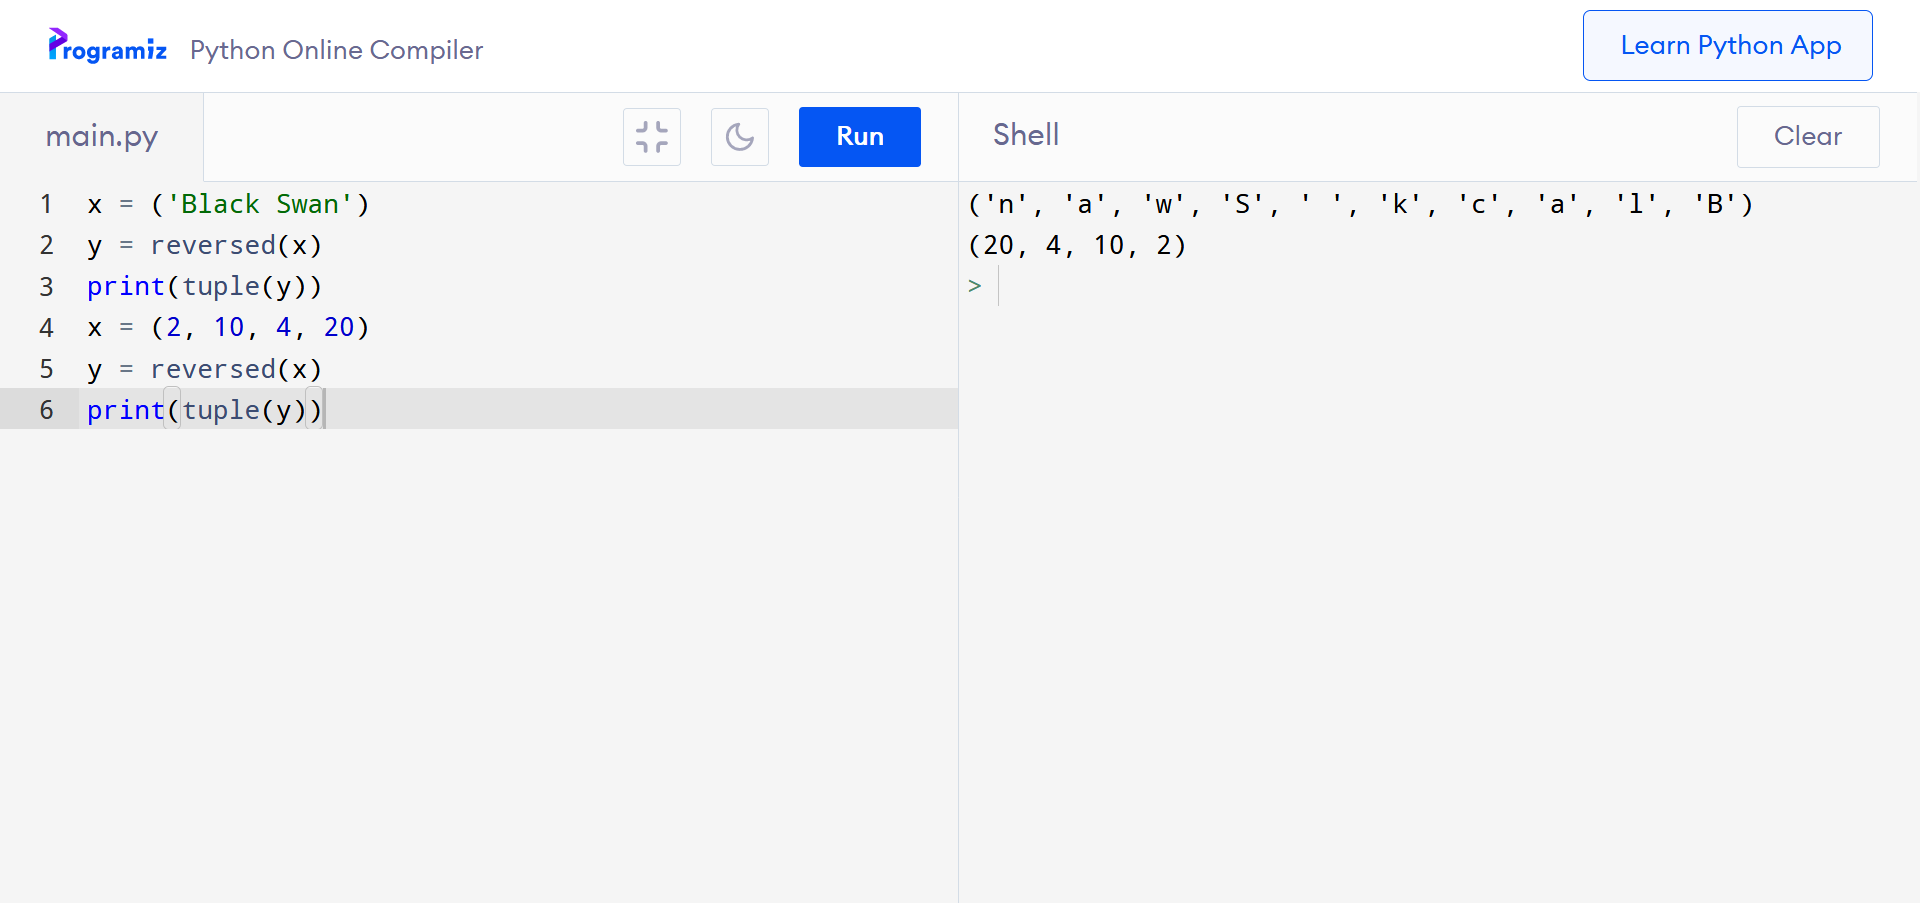 Programiz Python Online Compiler
Learn Python App
main.py
Run
Shell
Clear
1 x = ('Black Swan')
2 y = reversed(x)
3 print(tuple(y))
4 x = (2, 10, 4, 20)
5 y = reversed(x)
6 print(tuple(y))
('n', 'a', 'w', 'S', ' ', 'k', 'c', 'a', 'l', 'B')
(20, 4, 10, 2)
>